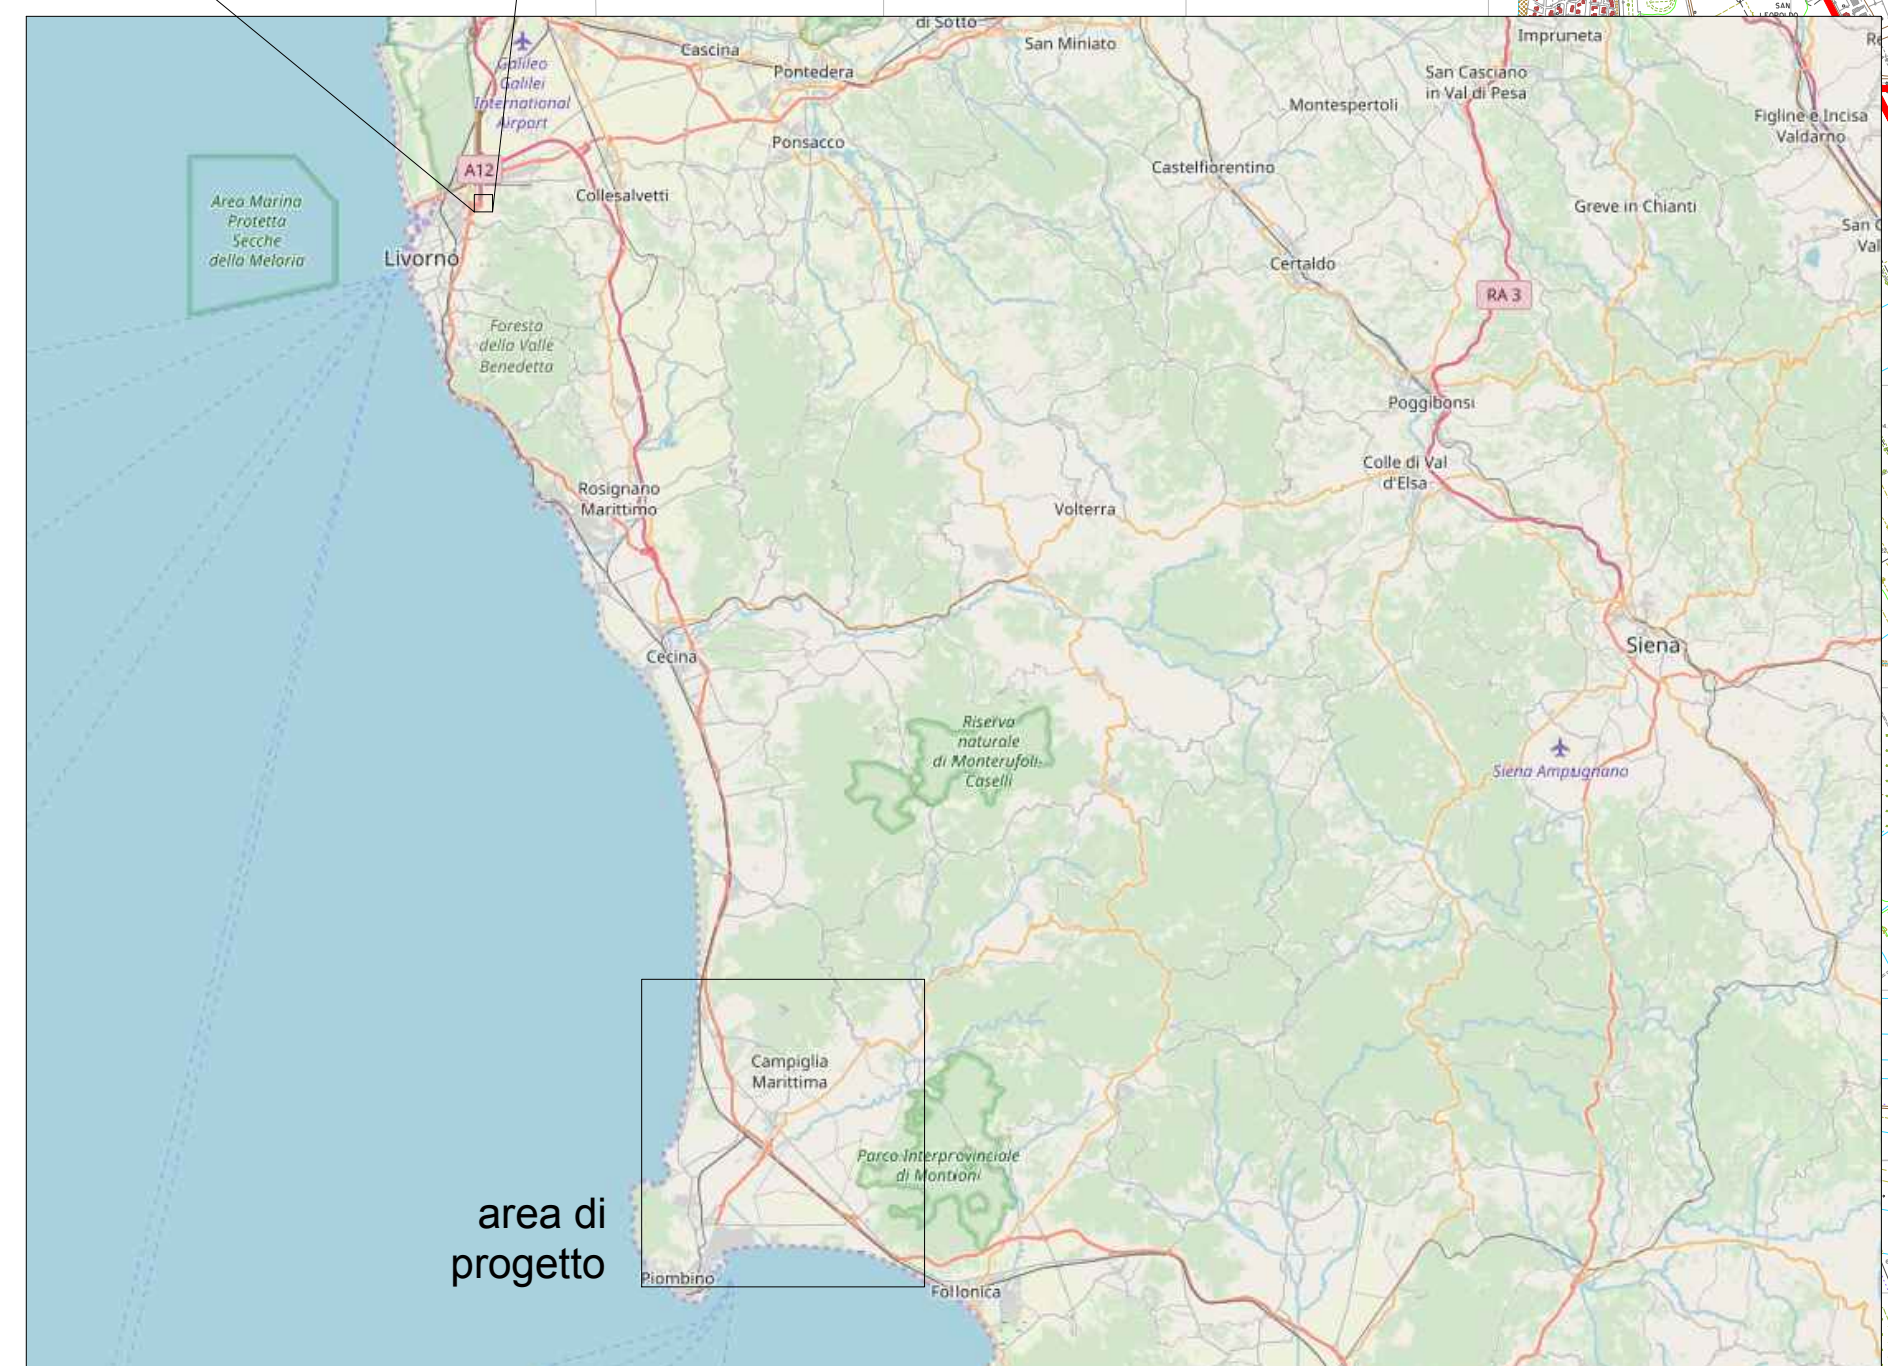 SAN
LEOPOLDO
di Sotto
Cascina
San Miniato
Impruneta
Galileo
Galilei
International
Airport
Pontedera
San Casciano
in Val di Pesa
Montespertoli
Figline e Incisa
Valdarno
Ponsacco
A12
Castelfiorentino
Collesalvetti
Area Marina
Protetta
Secche
della Meloria
Greve in Chianti
Livorno
Certaldo
RA 3
Foresta
della Valle
Benedetta
Poggibonsi
Colle di Val
d'Elsa
Rosignano
Marittimo
Volterra
Siena
Cecina
Riserva
naturale
di Monterufoli-
Caselli
Siena Ampugnano
Campiglia
Marittima
Parco Interprovinciale
di Montioni
area di
progetto
Piombino
Follonica